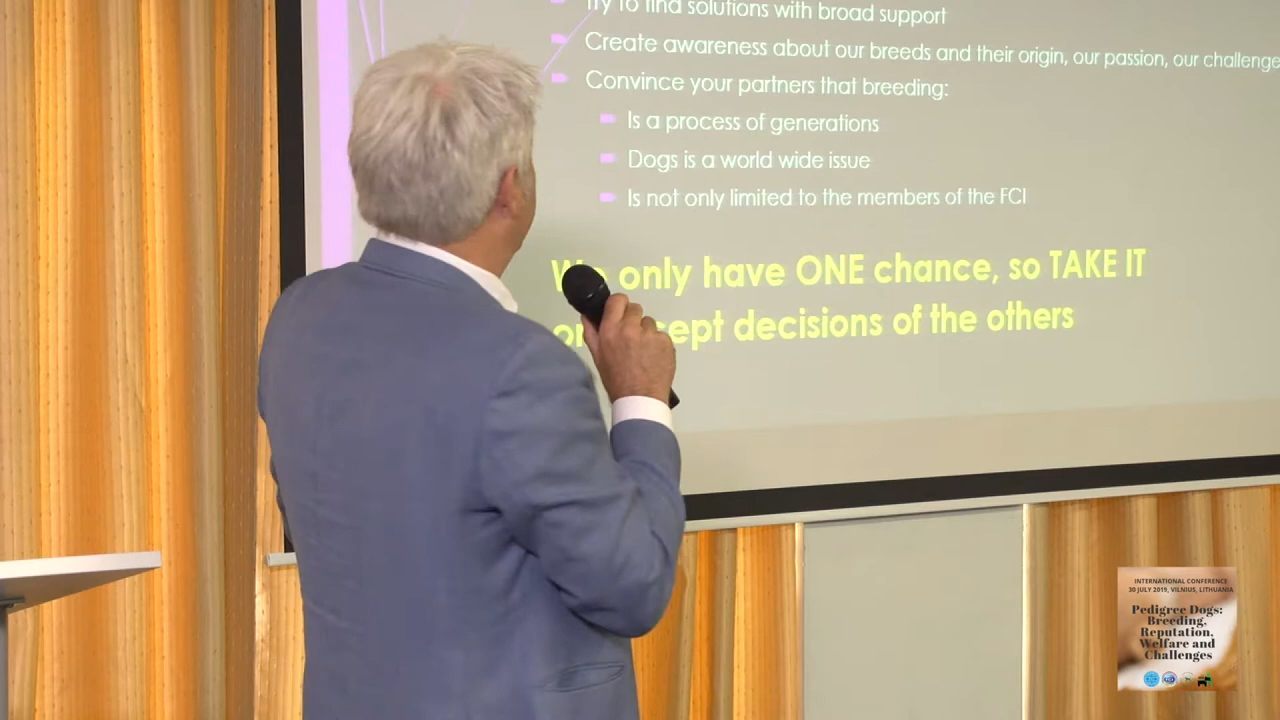 Try to find solutions with broad support
Create awareness about our breeds and their origin, our passion, our challenge
Convince your partners that breeding:
Is a process of generations
Dogs is a world wide issue
Is not only limited to the members of the FCI
only have ONE chance, so TAKE IT
or decisions of the others
INTERNATIONAL CONFERENCE
30 JULY 2019, VILNIUS, LITHUANIA
Pedigree Dogs:
Breeding,
Reputation,
Welfare and
Challenges